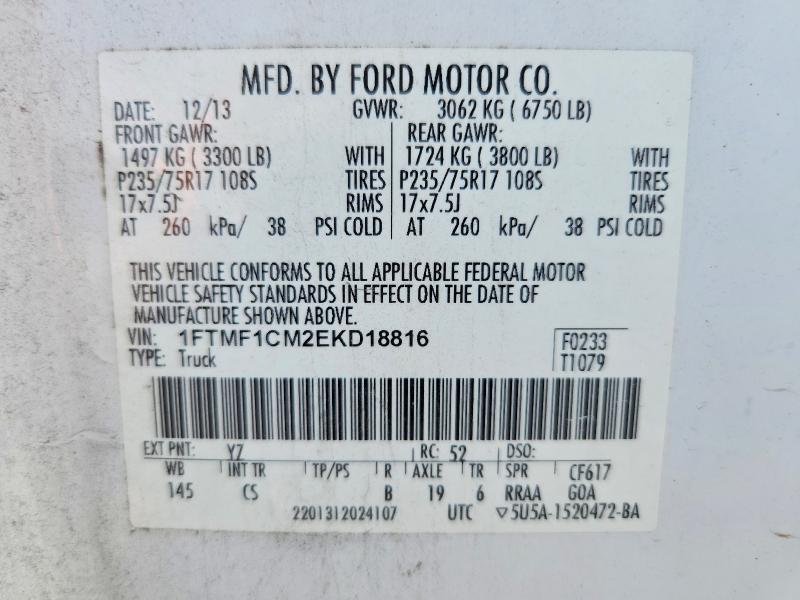 MFD. BY FORD MOTOR CO.
DATE: 12/13 GVWR: 3062 KG ( 6750 LB)
FRONT GAWR: REAR GAWR:
1497 KG ( 3300 LB) WITH 1724 KG ( 3800 LB) WITH
P235/75R17 108S TIRES P235/75R17 108S TIRES
17x7.5J RIMS 17x7.5J RIMS
AT 260 kPa/ 38 PSI COLD AT 260 kPa/ 38 PSI COLD
THIS VEHICLE CONFORMS TO ALL APPLICABLE FEDERAL MOTOR
VEHICLE SAFETY STANDARDS IN EFFECT ON THE DATE OF
MANUFACTURE SHOWN ABOVE.
VIN: 1FTMF1CM2EKD18816 F0233
TYPE: Truck T1079
EXT PNT: YZ RC: 52 DSO:
WB INT TR TP/PS R AXLE TR SPR CF617
145 CS B 19 6 RRAA GOA
2201312024107 UTC ▽5U5A-1520472-BA